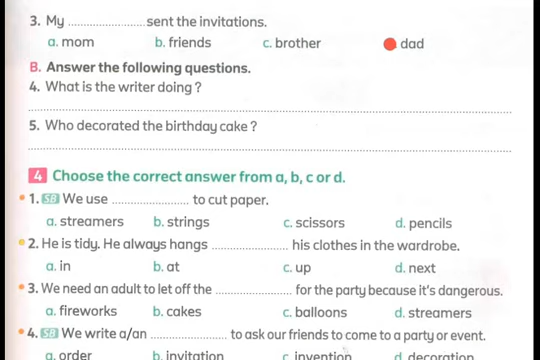 3. My ........................ sent the invitations.
a. mom b. friends c. brother dad
B. Answer the following questions.
4. What is the writer doing ?
5. Who decorated the birthday cake ?
4 Choose the correct answer from a, b, c or d.
1. SB We use ........................ to cut paper.
a. streamers b. strings c. scissors d. pencils
2. He is tidy. He always hangs ........................ his clothes in the wardrobe.
a. in b. at c. up d. next
3. We need an adult to let off the ........................ for the party because it's dangerous.
a. fireworks b. cakes c. balloons d. streamers
4. SB We write a/an ........................ to ask our friends to come to a party or event.
a. order b. invitation c. invention d. decoration